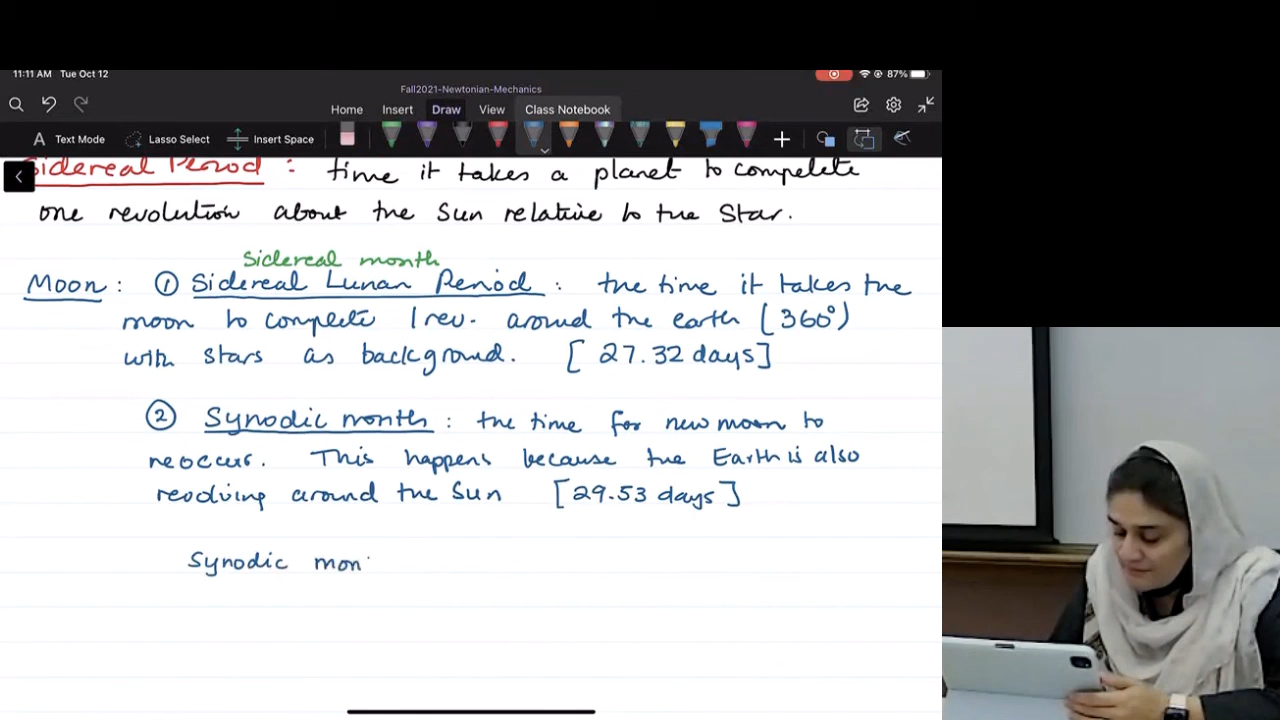 11:11 AM Tue Oct 12
87%
Fall2021-Newtonian-Mechanics
Home Insert Draw View Class Notebook
Text Mode Lasso Select Insert Space
Sidereal Period : time it takes a planet to compelete
one revolution about the Sun relative to the Star.
Sidereal month
Moon : ① Sidereal Lunan Period : the time it takes the
moon to complete 1 rev. around the earth (360°)
with stars as background. [27.32 days]
② Synodic month : the time for new moon to
reoccur. This happens because the Earth is also
revolving around the Sun [29.53 days]
Synodic mon